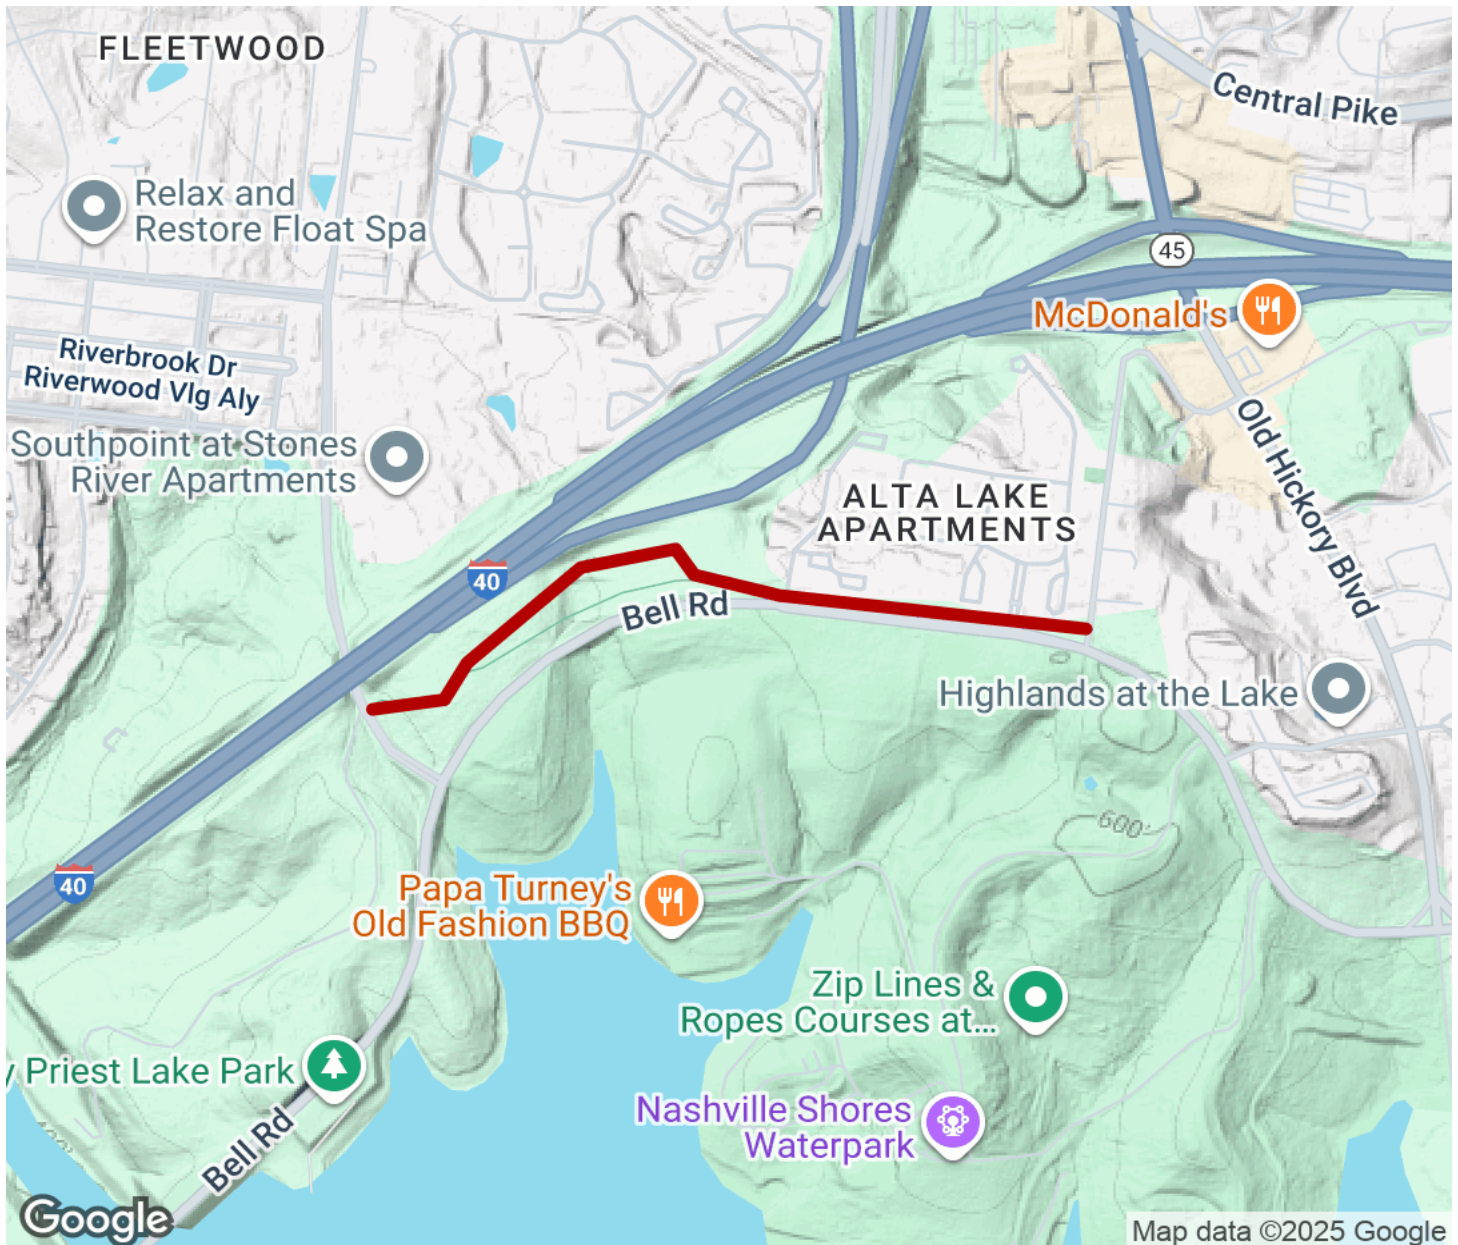 FLEETWOOD
Central Pike
Relax and
Restore Float Spa
45
McDonald's
Riverbrook Dr
Riverwood Vlg Aly
Old Hickory Blvd
Southpoint at Stones
River Apartments
ALTA LAKE
APARTMENTS
40
Bell Rd
Highlands at the Lake
600'
40
Papa Turney's
Old Fashion BBQ
Zip Lines &
Ropes Courses at...
y Priest Lake Park
Nashville Shores
Waterpark
Bell Rd
Google
Map data ©2025 Google